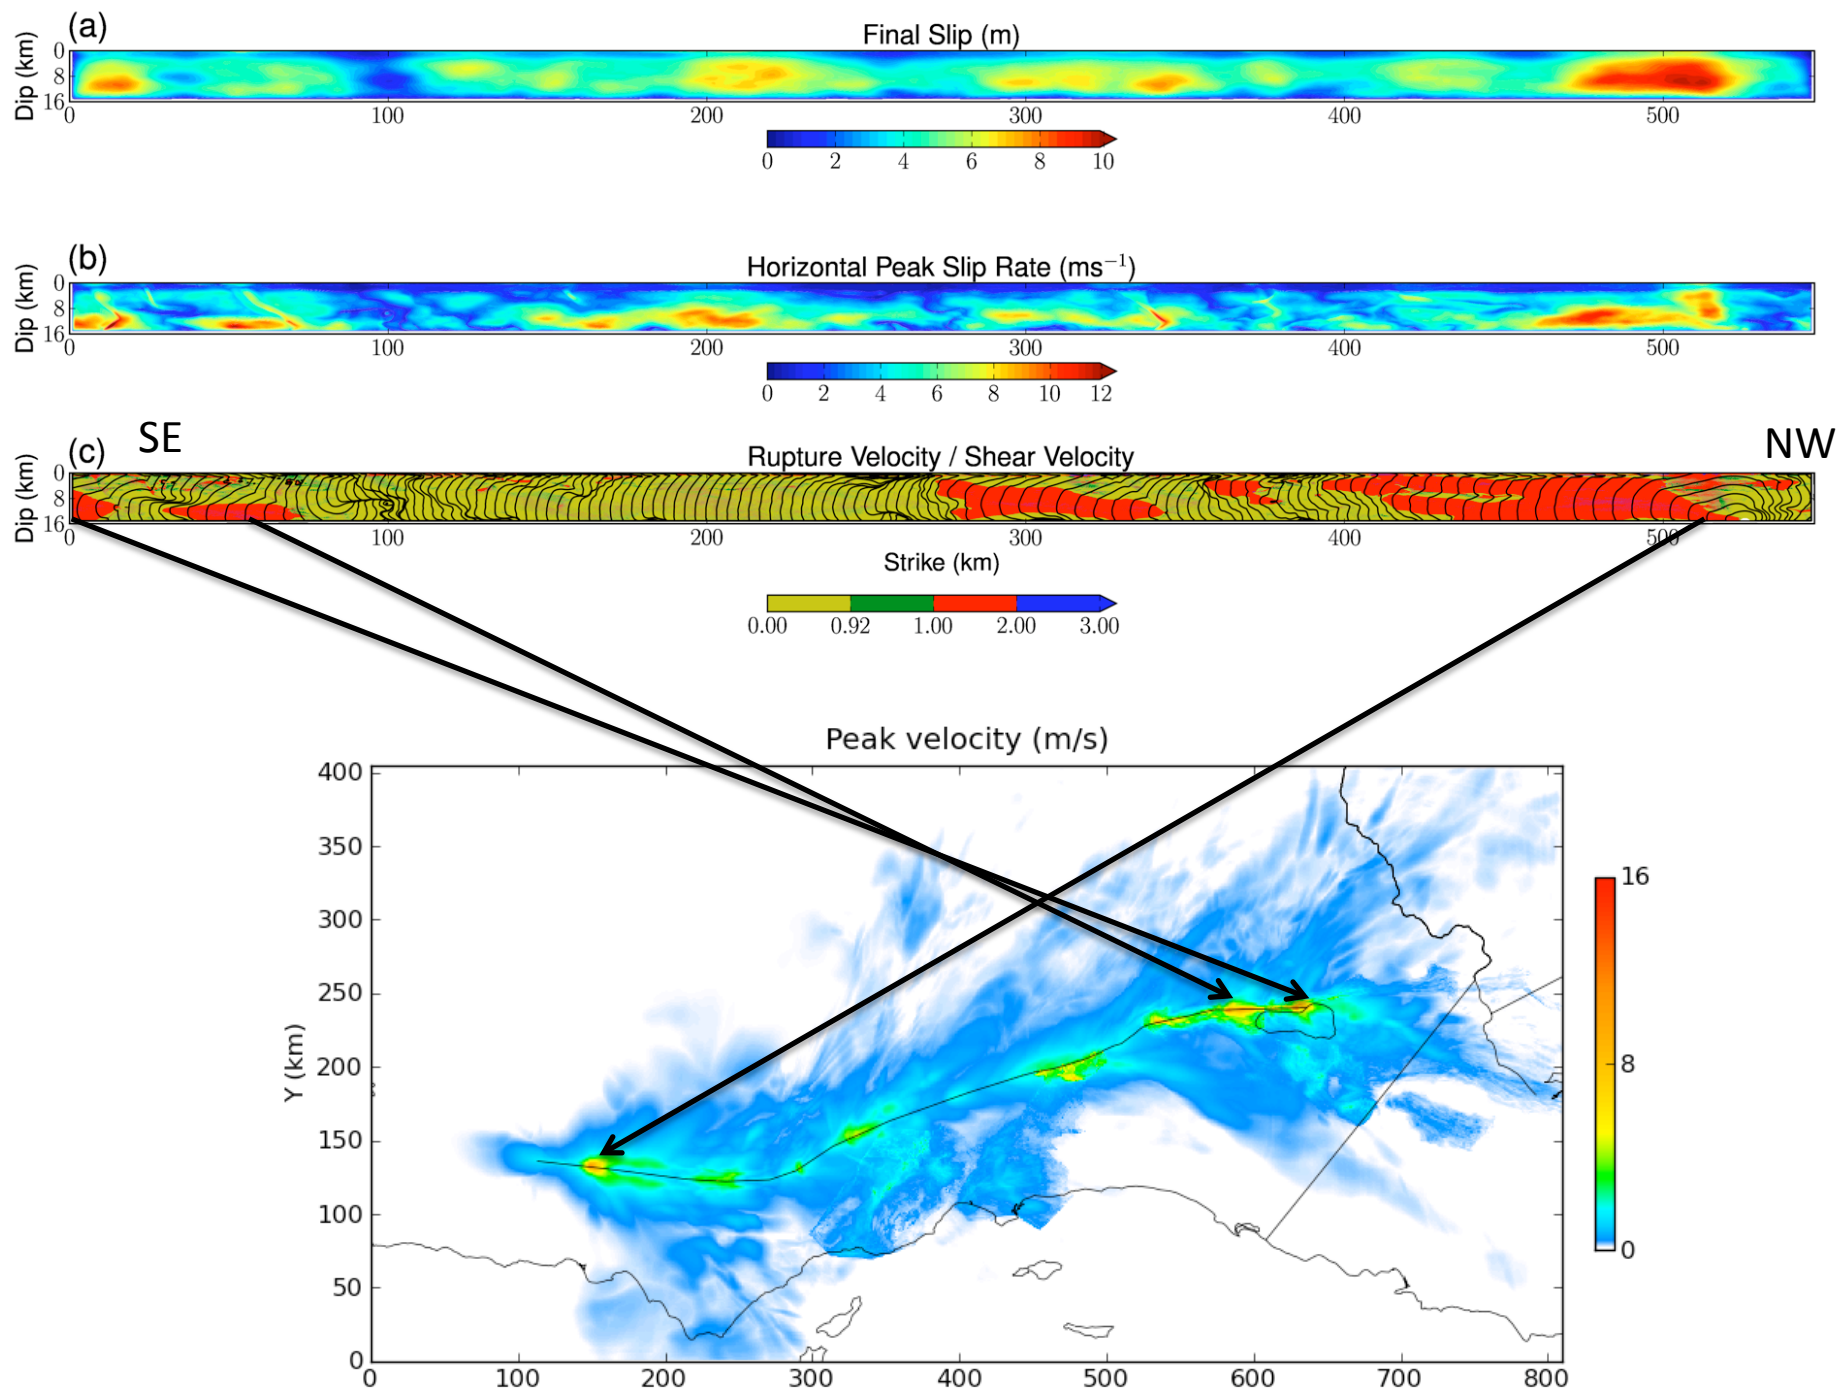 (a)
Final Slip (m)
Dip (km)
0
8
16
0 100 200 300 400 500
0 2 4 6 8 10
(b)
Horizontal Peak Slip Rate (ms−1)
Dip (km)
0
8
16
0 100 200 300 400 500
0 2 4 6 8 10 12
SE
NW
(c)
Rupture Velocity / Shear Velocity
Dip (km)
0
8
16
0 100 200 300 400 500
Strike (km)
0.00 0.92 1.00 2.00 3.00
Peak velocity (m/s)
400
350
300
250
200
150
100
50
0
Y (km)
0 100 200 300 400 500 600 700 800
16
8
0